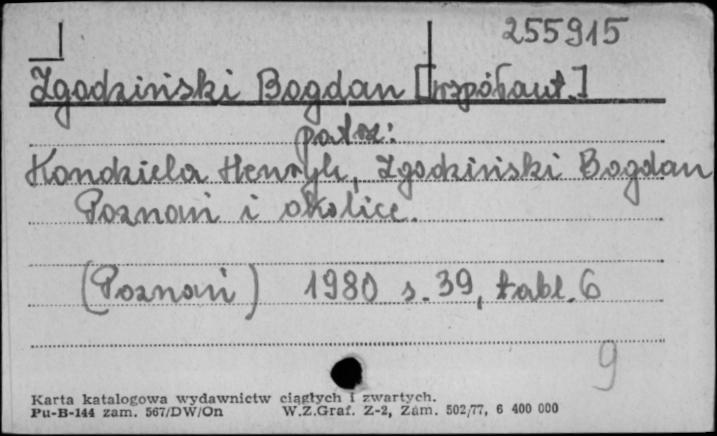 255915
Zgodziński Bogdan [współaut.]
patrz:
Kondziela Henryk, Zgodziński Bogdan
Poznań i okolice.
(Poznań) 1980 s. 39, tabl. 6
9
Karta katalogowa wydawnictw ciągłych i zwartych.
Pu-B-144 zam. 567/DW/On W.Z.Graf. Z-2, Zam. 502/77, 6 400 000